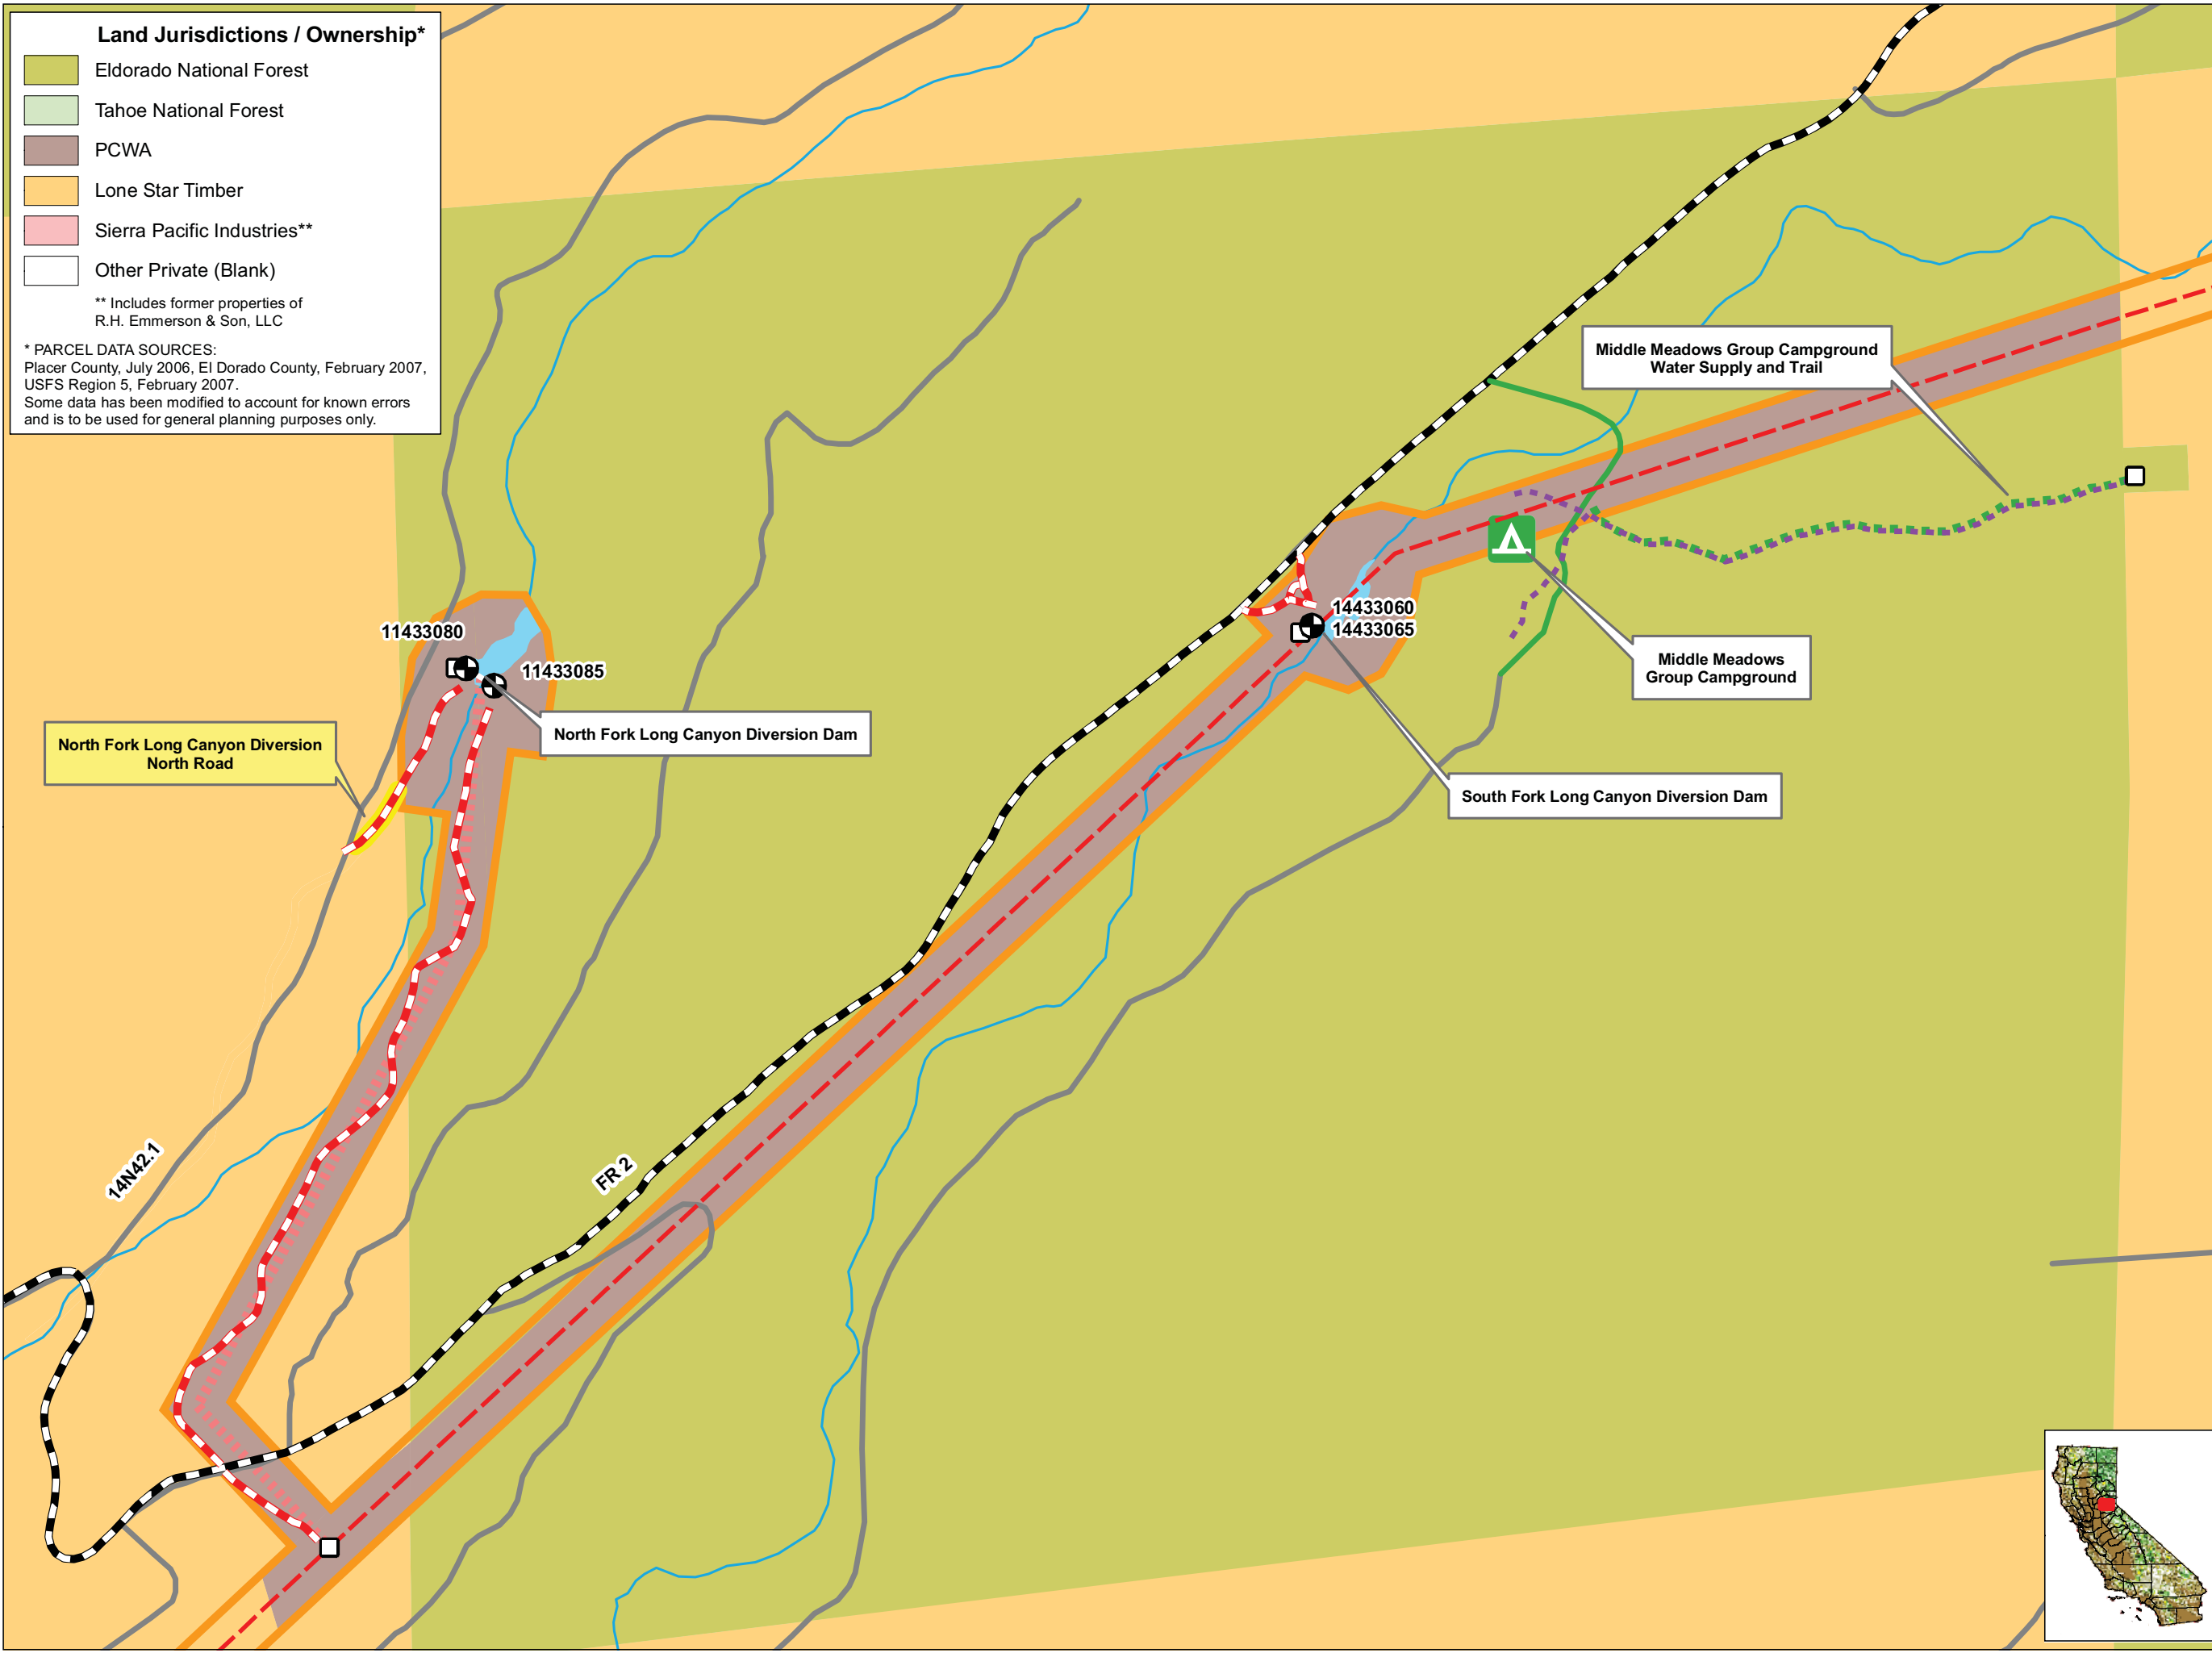 Land Jurisdictions / Ownership*
Eldorado National Forest
Tahoe National Forest
PCWA
Lone Star Timber
Sierra Pacific Industries**
Other Private (Blank)
** Includes former properties of
R.H. Emmerson & Son, LLC
* PARCEL DATA SOURCES:
Placer County, July 2006, El Dorado County, February 2007,
USFS Region 5, February 2007.
Some data has been modified to account for known errors
and is to be used for general planning purposes only.
Middle Meadows Group Campground
Water Supply and Trail
14433060
14433065
11433080
11433085
Middle Meadows
Group Campground
North Fork Long Canyon Diversion
North Road
North Fork Long Canyon Diversion Dam
South Fork Long Canyon Diversion Dam
14N42.1
FR 2